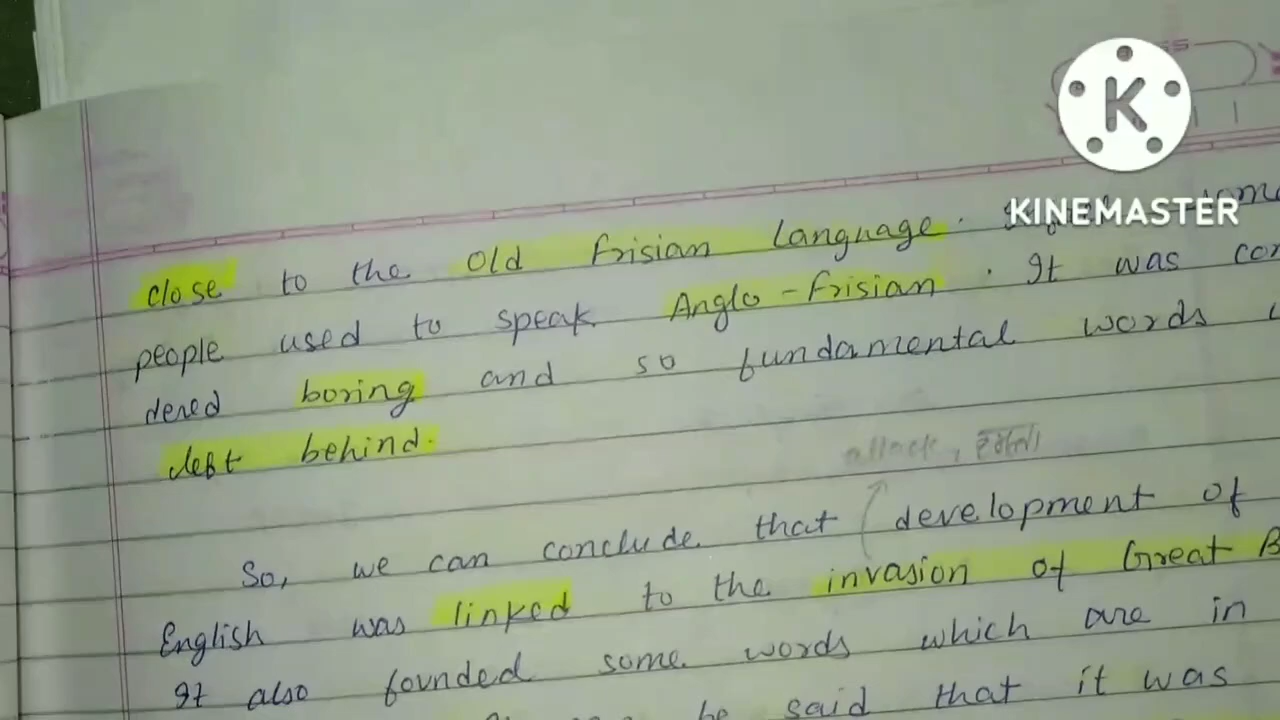 KINEMASTER
close to the Old Frisian Language.
people used to speak Anglo-Frisian. It was con
dered boring and so fundamental words
left behind.
attack, हमला
So, we can conclude that development of
English was linked to the invasion of Great B
It also founded some words which are in
be said that it was